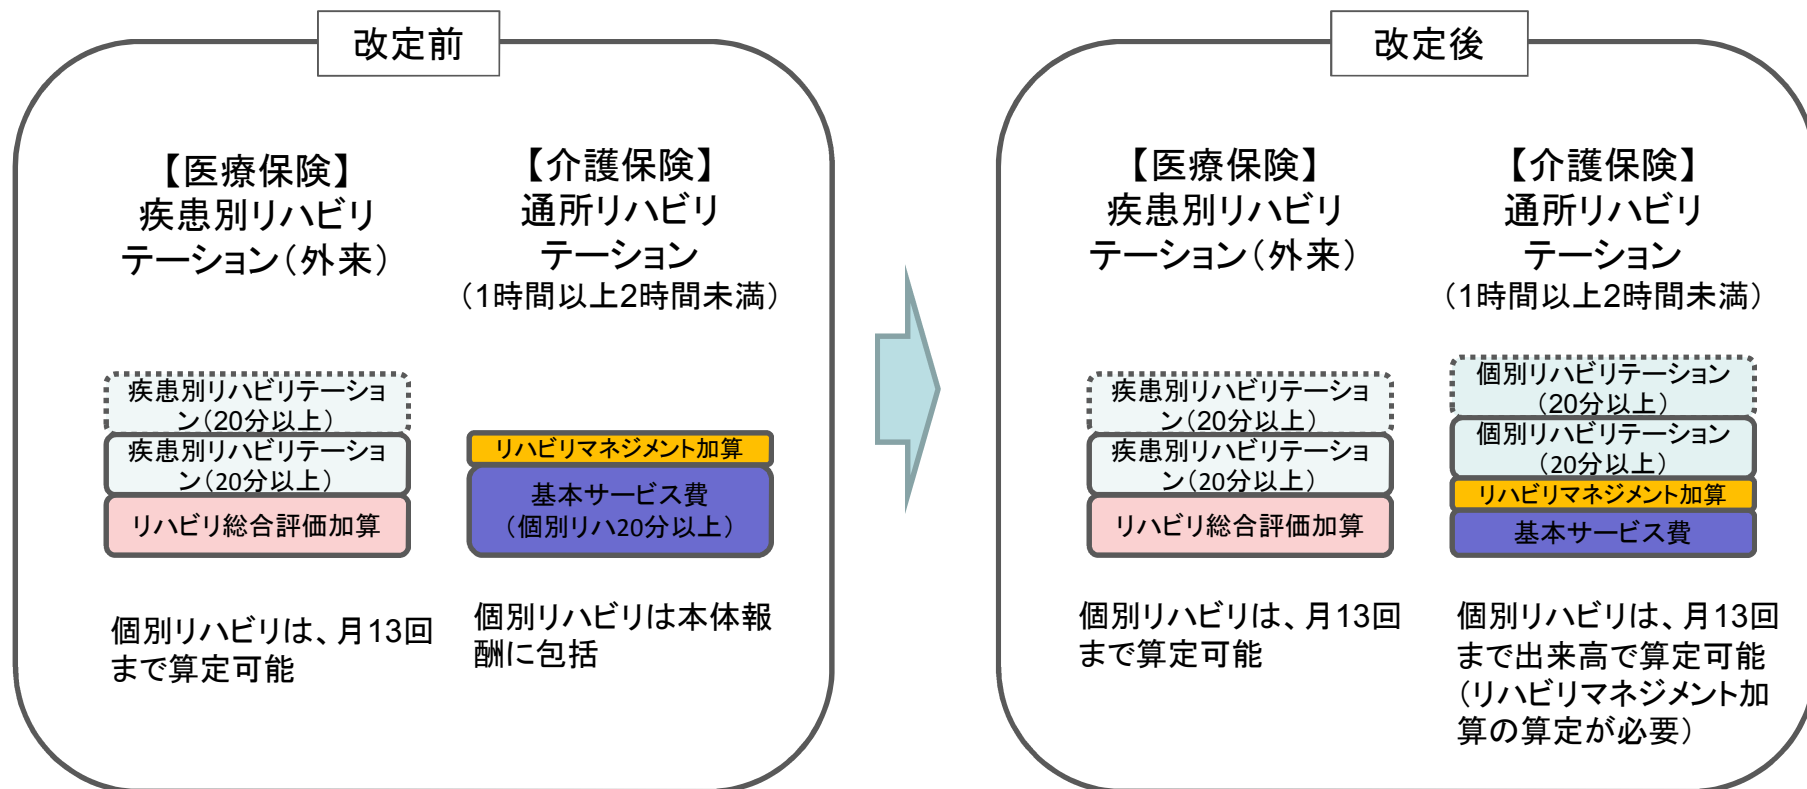 改定前
【医療保険】
疾患別リハビリ
テーション（外来）
【介護保険】
通所リハビリ
テーション
（1時間以上2時間未満）
疾患別リハビリテーショ
ン（20分以上）
疾患別リハビリテーショ
ン（20分以上）
リハビリ総合評価加算
リハビリマネジメント加算
基本サービス費
（個別リハ20分以上）
個別リハビリは、月13回
まで算定可能
個別リハビリは本体報
酬に包括
改定後
【医療保険】
疾患別リハビリ
テーション（外来）
【介護保険】
通所リハビリ
テーション
（1時間以上2時間未満）
疾患別リハビリテーショ
ン（20分以上）
疾患別リハビリテーショ
ン（20分以上）
リハビリ総合評価加算
個別リハビリテーション
（20分以上）
個別リハビリテーション
（20分以上）
リハビリマネジメント加算
基本サービス費
個別リハビリは、月13回
まで算定可能
個別リハビリは、月13回
まで出来高で算定可能
（リハビリマネジメント加
算の算定が必要）